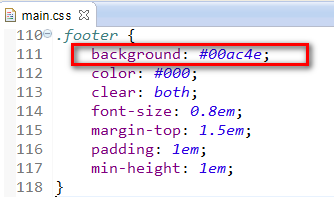 main.css
110 .footer {
111 background: #00ac4e;
112 color: #000;
113 clear: both;
114 font-size: 0.8em;
115 margin-top: 1.5em;
116 padding: 1em;
117 min-height: 1em;
118 }